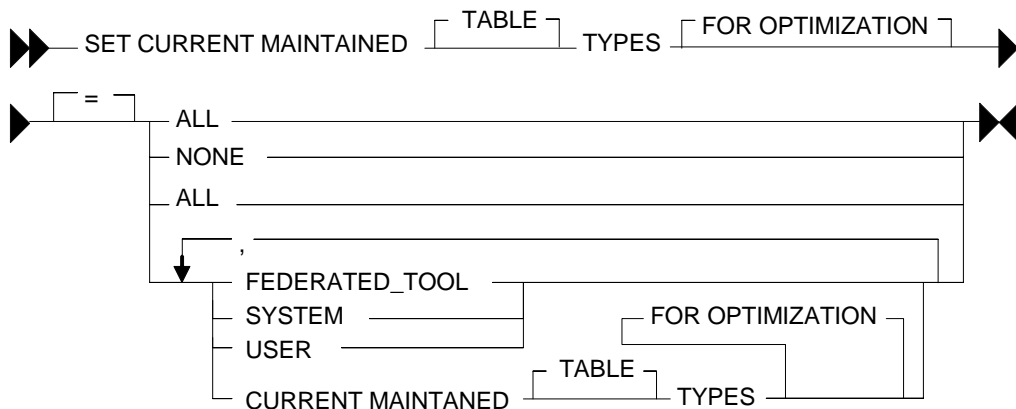 SET CURRENT MAINTAINED TABLE TYPES FOR OPTIMIZATION
=
ALL
NONE
ALL
,
FEDERATED_TOOL
SYSTEM
USER
FOR OPTIMIZATION
CURRENT MAINTANED TABLE TYPES